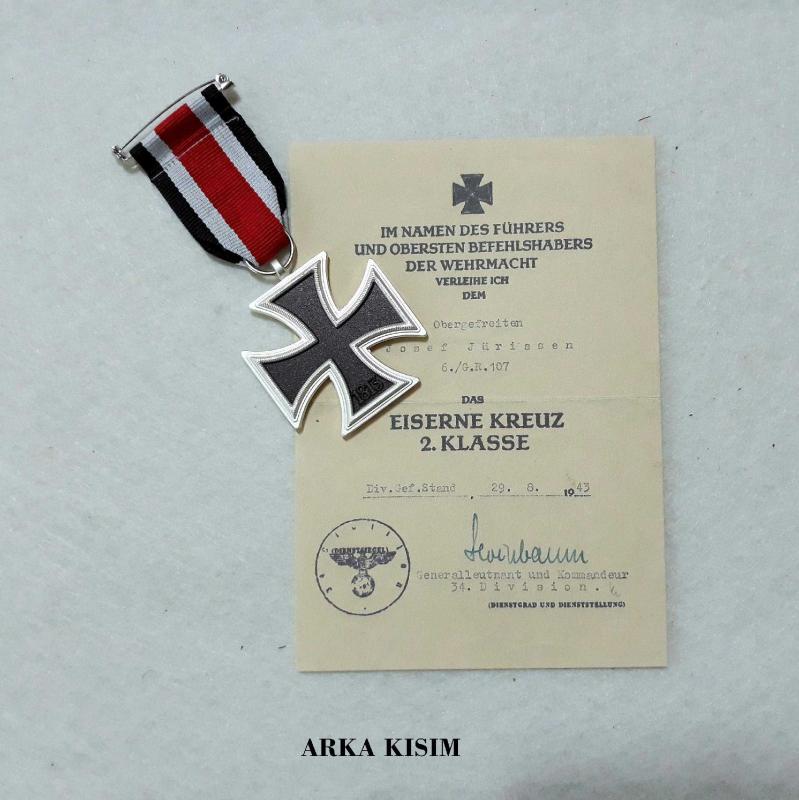 IM NAMEN DES FÜHRERS
UND OBERSTEN BEFEHLSHABERS
DER WEHRMACHT
VERLEIHE ICH
DEM
Obergefreiten
Josef Jürissen
6./G.R.107
DAS
EISERNE KREUZ
2. KLASSE
1813
Div.Gef.Stand, 29. 8. 1943
(DIENSTSIEGEL)
Generalleutnant und Kommandeur
34. Division.
(DIENSTGRAD UND DIENSTSTELLUNG)
ARKA KISIM